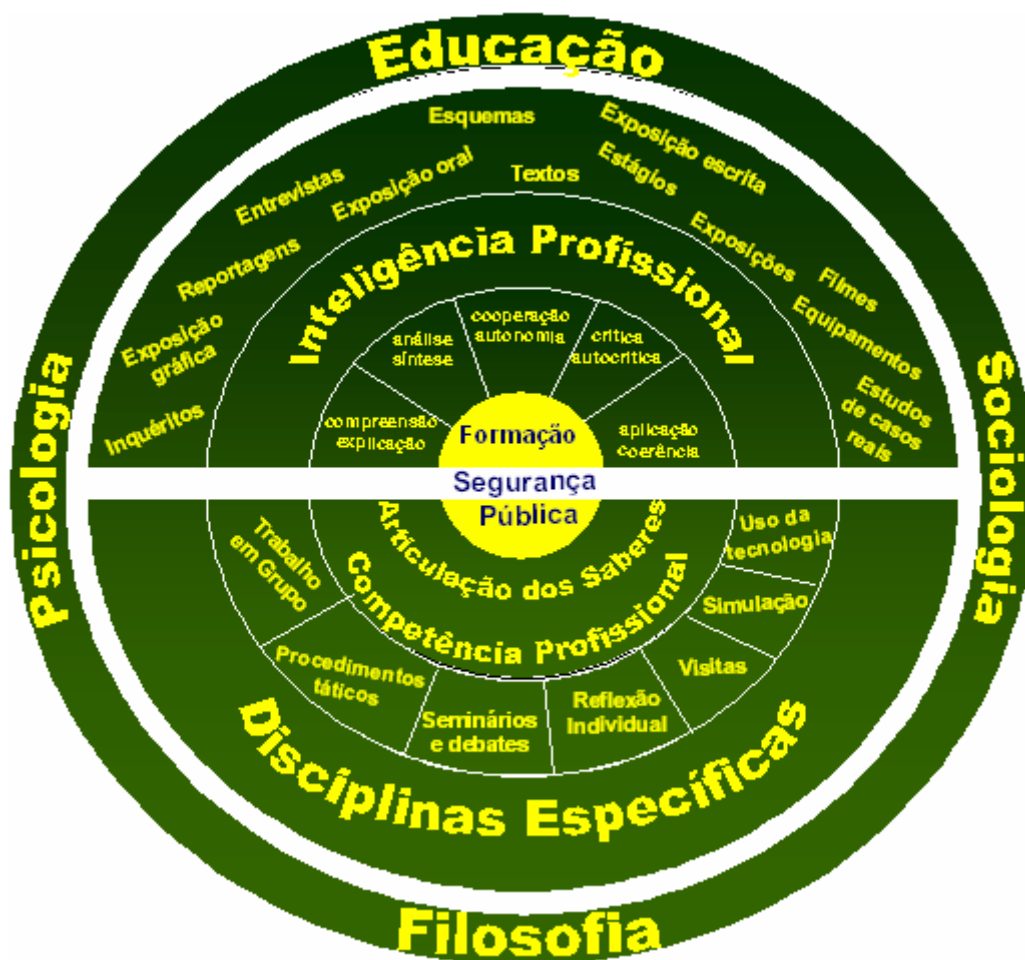 Educação
Esquemas
Exposição escrita
Entrevistas
Exposição oral
Textos
Estágios
Reportagens
Exposições
Filmes
Exposição
gráfica
Equipamentos
Inquéritos
Estudos
de casos
reais
Psicologia
Sociologia
Inteligência Profissional
compreensão
explicação
análise
síntese
cooperação
autonomia
crítica
autocrítica
aplicação
coerência
Formação
Segurança
Pública
Articulação dos Saberes
Competência Profissional
Trabalho
em Grupo
Procedimentos
táticos
Seminários
e debates
Reflexão
Individual
Visitas
Simulação
Uso da
tecnologia
Disciplinas Específicas
Filosofia